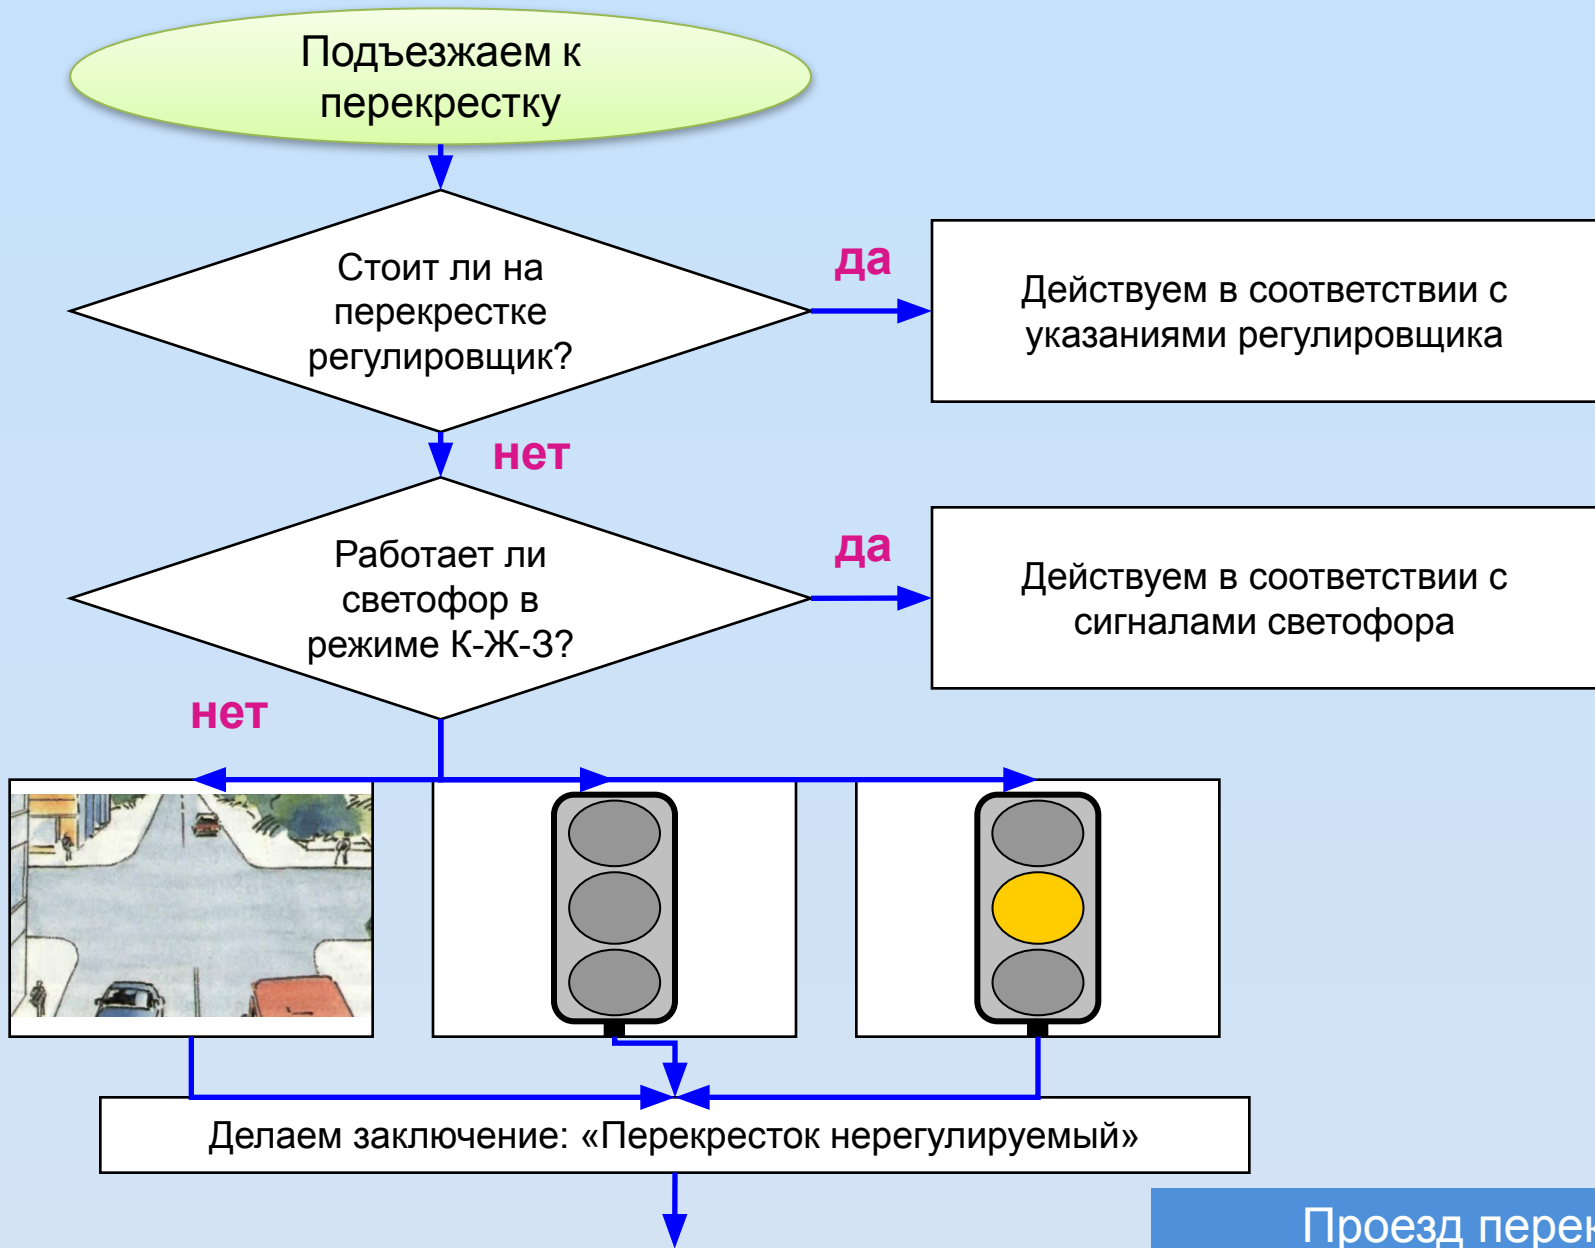 Подъезжаем к
перекрестку
Стоит ли на
перекрестке
регулировщик?
да
Действуем в соответствии с
указаниями регулировщика
нет
Работает ли
светофор в
режиме К-Ж-З?
да
Действуем в соответствии с
сигналами светофора
нет
Делаем заключение: «Перекресток нерегулируемый»
Проезд